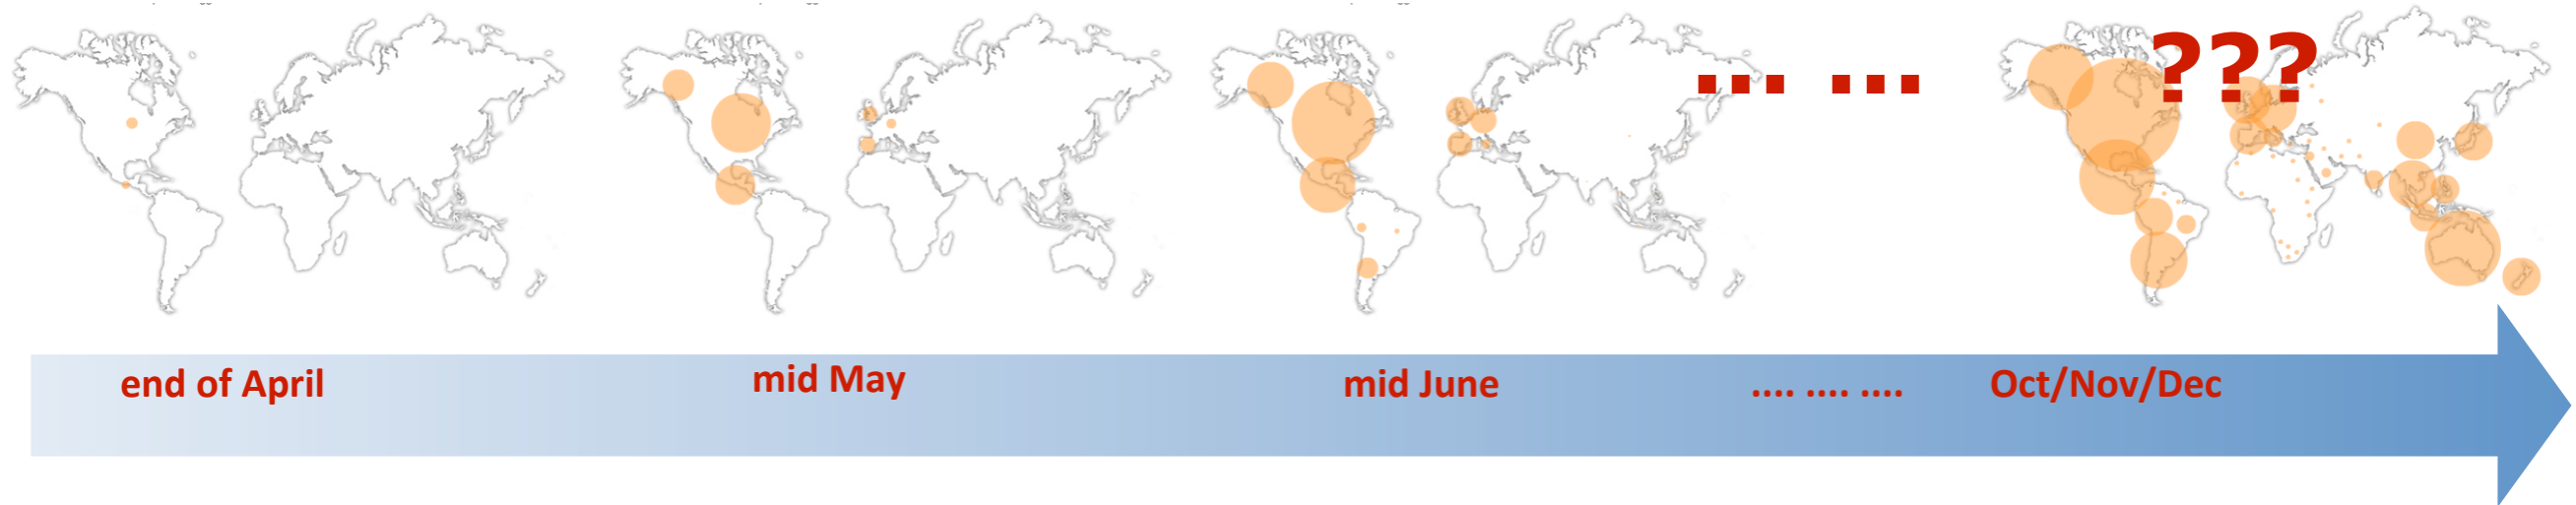 ... ... ???
end of April mid May mid June .... .... .... Oct/Nov/Dec